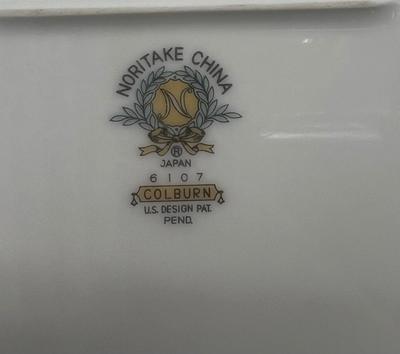 NORITAKE CHINA
N
®
JAPAN
6107
COLBURN
U.S. DESIGN PAT.
PEND.